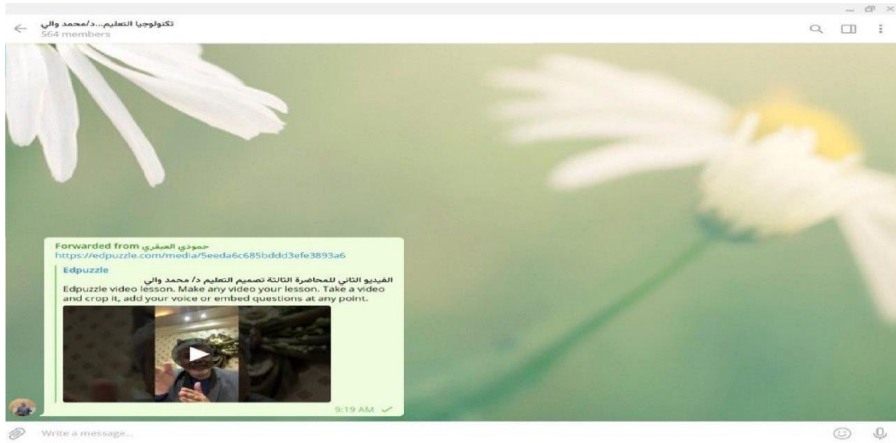 تكنولوجيا التعليم...د/محمد والي
564 members
Forwarded from حمودي العبقري
https://edpuzzle.com/media/5eeda6c685bddd3efe3893a6
Edpuzzle
الفيديو الثاني للمحاضرة الثالثة تصميم التعليم د/ محمد والي
Edpuzzle video lesson. Make any video your lesson. Take a video
and crop it, add your voice or embed questions at any point.
9:19 AM
Write a message...